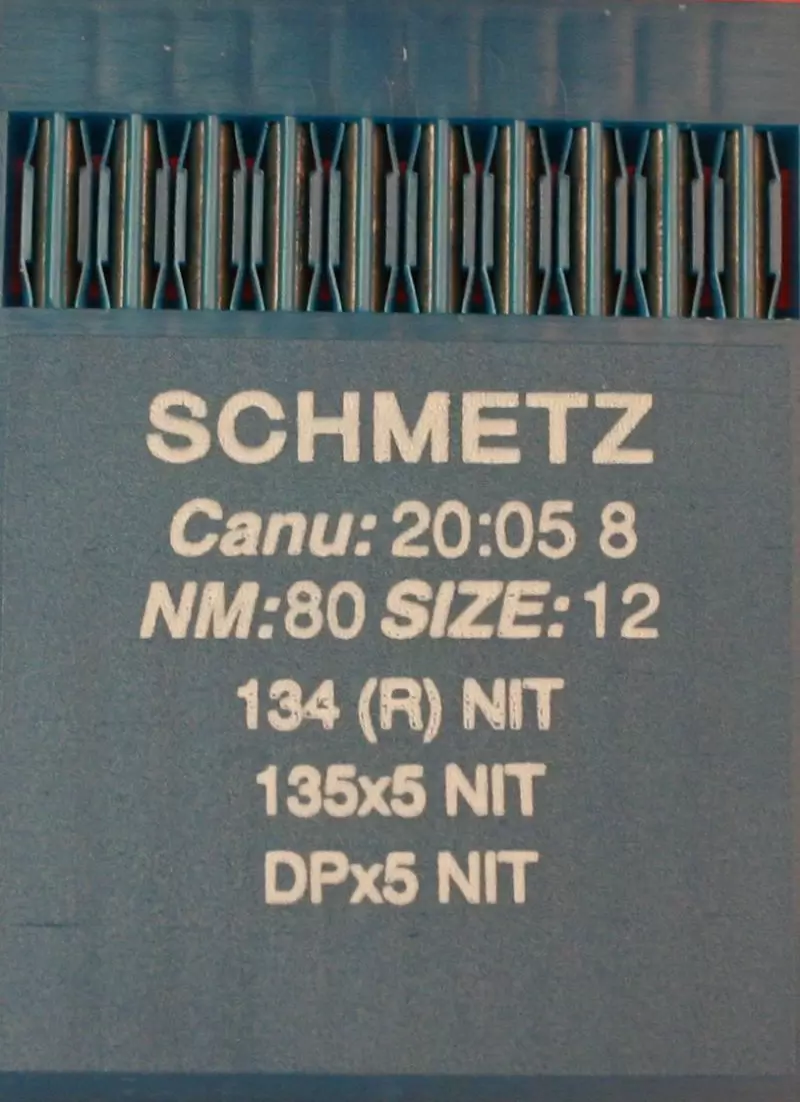 SCHMETZ
Canu: 20:05 8
NM:80 SIZE:12
134 (R) NIT
135x5 NIT
DPx5 NIT